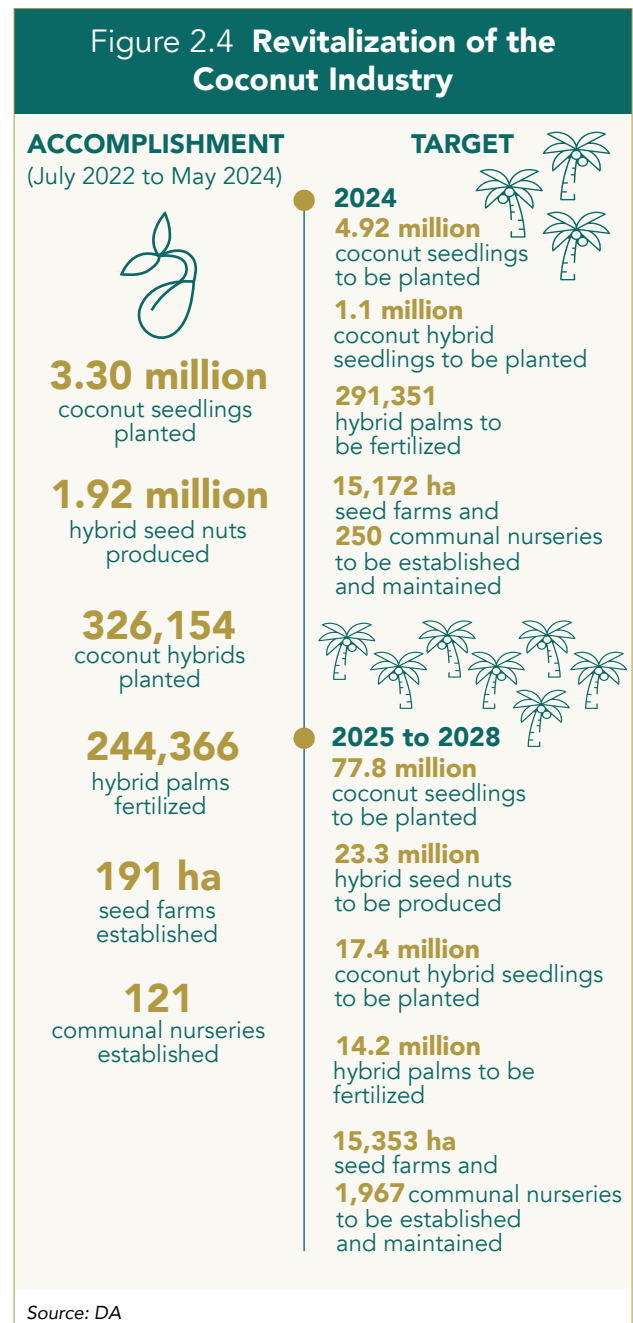 Figure 2.4 Revitalization of the
Coconut Industry
ACCOMPLISHMENT
(July 2022 to May 2024)
3.30 million
coconut seedlings
planted
1.92 million
hybrid seed nuts
produced
326,154
coconut hybrids
planted
244,366
hybrid palms
fertilized
191 ha
seed farms
established
121
communal nurseries
established
TARGET
2024
4.92 million
coconut seedlings
to be planted
1.1 million
coconut hybrid
seedlings to be planted
291,351
hybrid palms to
be fertilized
15,172 ha
seed farms and
250 communal nurseries
to be established
and maintained
2025 to 2028
77.8 million
coconut seedlings
to be planted
23.3 million
hybrid seed nuts
to be produced
17.4 million
coconut hybrid seedlings
to be planted
14.2 million
hybrid palms to be
fertilized
15,353 ha
seed farms and
1,967 communal nurseries
to be established
and maintained
Source: DA